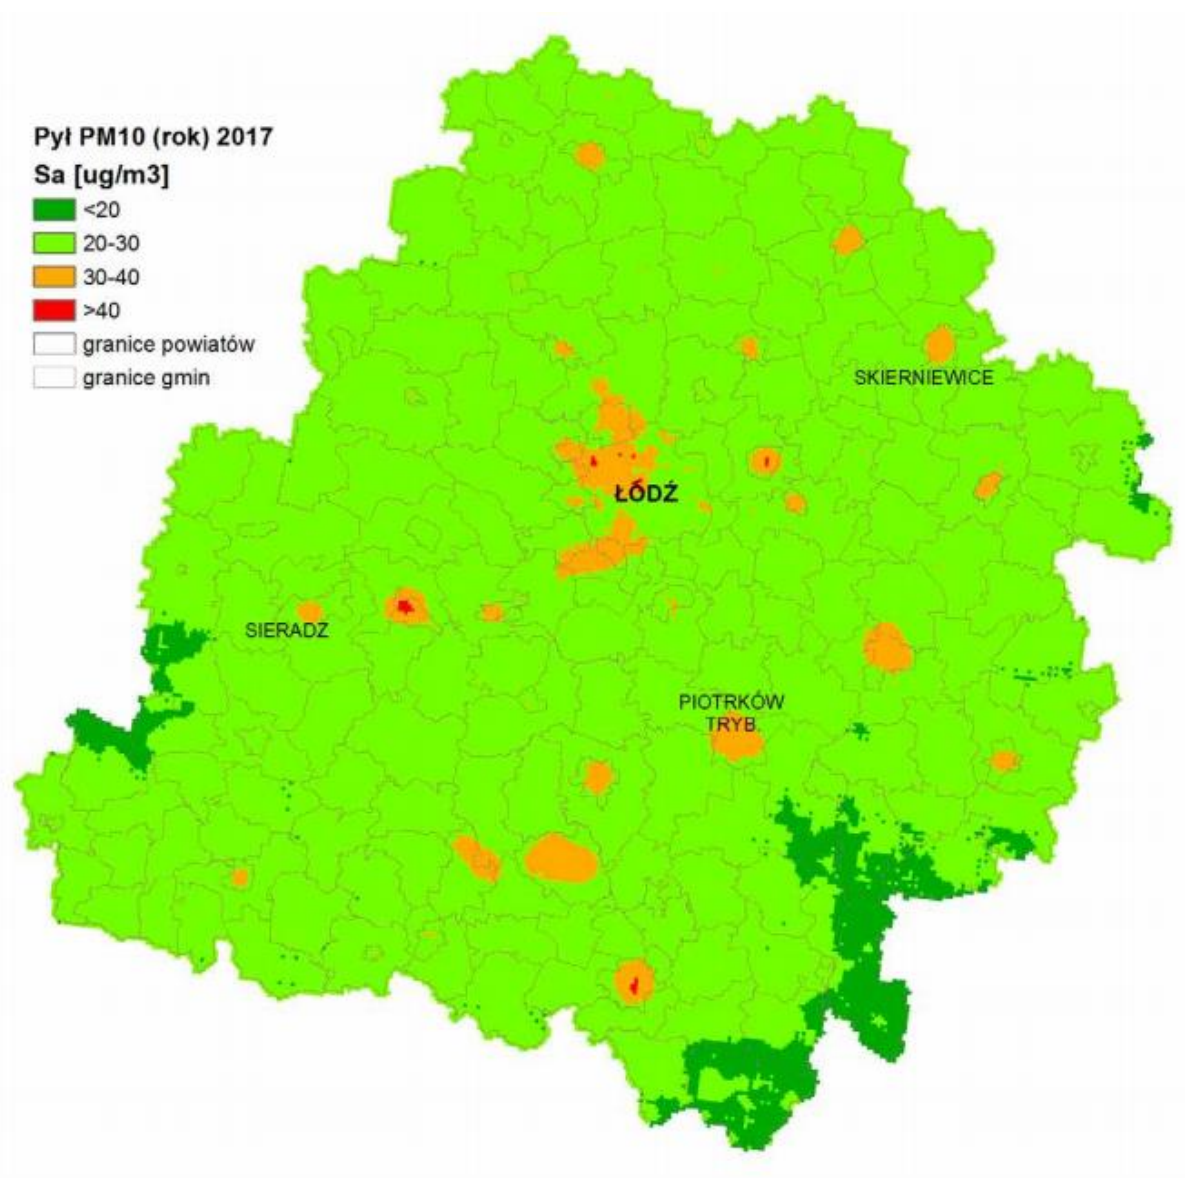 Pył PM10 (rok) 2017
Sa [ug/m3]
<20
20-30
30-40
>40
granice powiatów
granice gmin
SKIERNIEWICE
ŁÓDŹ
SIERADZ
PIOTRKÓW
TRYB.